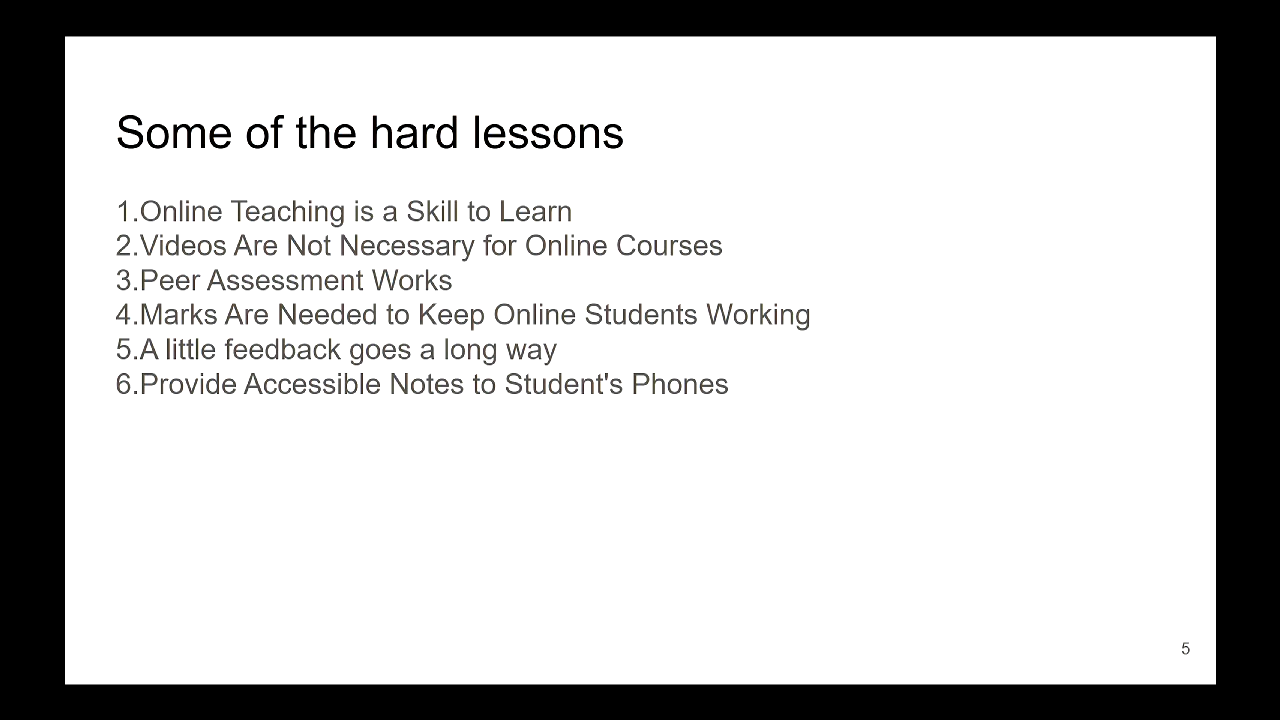 Some of the hard lessons
1.Online Teaching is a Skill to Learn
2.Videos Are Not Necessary for Online Courses
3.Peer Assessment Works
4.Marks Are Needed to Keep Online Students Working
5.A little feedback goes a long way
6.Provide Accessible Notes to Student's Phones
5